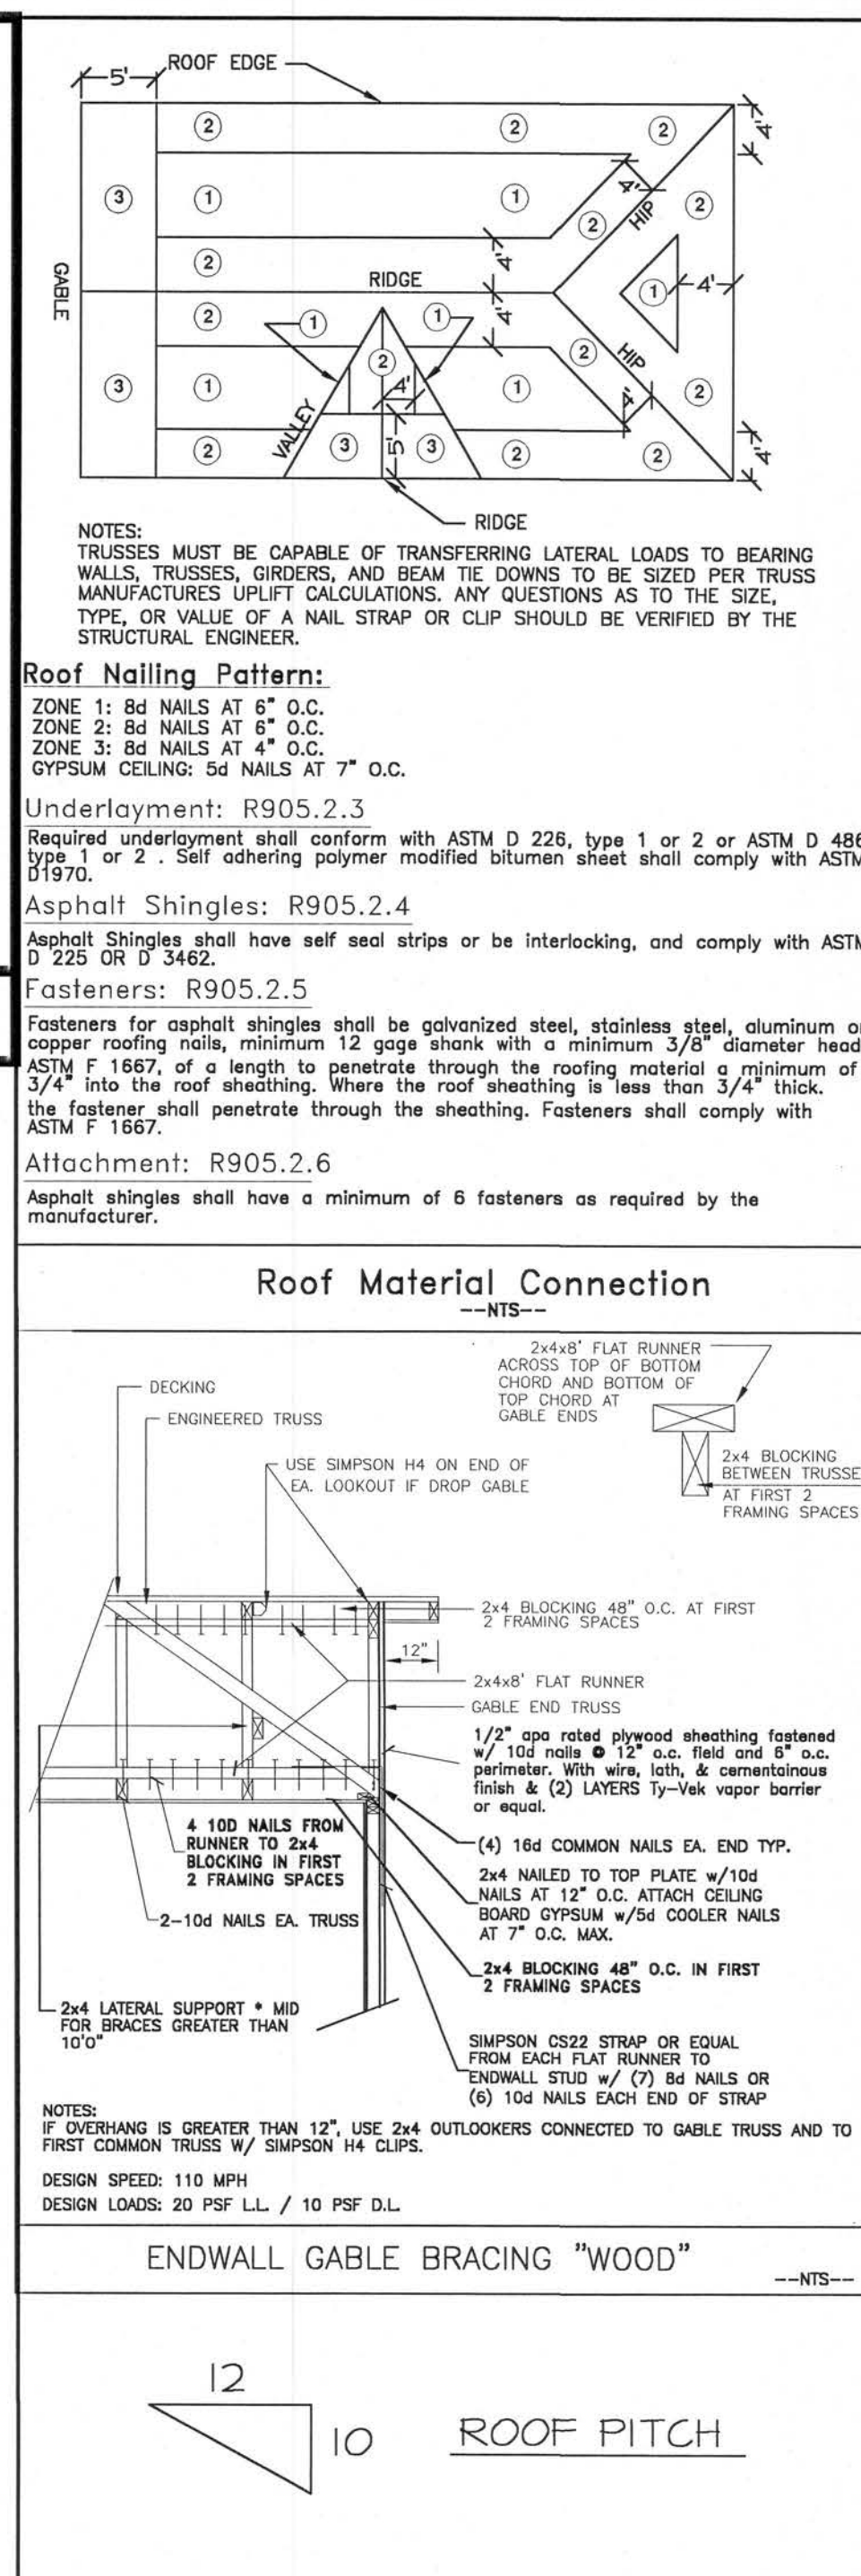 ROOF EDGE
5'
2
2
2
4'
3
1
1
4'
2
2
HIP
2
GABLE
RIDGE
4'
1
4'
2
1
1
4'
2
HIP
3
1
2
4'
1
4'
2
VALLEY
2
3
5'
3
2
2
4'
RIDGE
NOTES:
TRUSSES MUST BE CAPABLE OF TRANSFERRING LATERAL LOADS TO BEARING
WALLS, TRUSSES, GIRDERS, AND BEAM TIE DOWNS TO BE SIZED PER TRUSS
MANUFACTURES UPLIFT CALCULATIONS. ANY QUESTIONS AS TO THE SIZE,
TYPE, OR VALUE OF A NAIL STRAP OR CLIP SHOULD BE VERIFIED BY THE
STRUCTURAL ENGINEER.
Roof Nailing Pattern:
ZONE 1: 8d NAILS AT 6" O.C.
ZONE 2: 8d NAILS AT 6" O.C.
ZONE 3: 8d NAILS AT 4" O.C.
GYPSUM CEILING: 5d NAILS AT 7" O.C.
Underlayment: R905.2.3
Required underlayment shall conform with ASTM D 226, type 1 or 2 or ASTM D 486
type 1 or 2 . Self adhering polymer modified bitumen sheet shall comply with ASTM
D1970.
Asphalt Shingles: R905.2.4
Asphalt Shingles shall have self seal strips or be interlocking, and comply with ASTM
D 225 OR D 3462.
Fasteners: R905.2.5
Fasteners for asphalt shingles shall be galvanized steel, stainless steel, aluminum or
copper roofing nails, minimum 12 gage shank with a minimum 3/8" diameter head
ASTM F 1667, of a length to penetrate through the roofing material a minimum of
3/4" into the roof sheathing. Where the roof sheathing is less than 3/4" thick.
the fastener shall penetrate through the sheathing. Fasteners shall comply with
ASTM F 1667.
Attachment: R905.2.6
Asphalt shingles shall have a minimum of 6 fasteners as required by the
manufacturer.
Roof Material Connection
--NTS--
2x4x8' FLAT RUNNER
ACROSS TOP OF BOTTOM
CHORD AND BOTTOM OF
TOP CHORD AT
GABLE ENDS
DECKING
ENGINEERED TRUSS
USE SIMPSON H4 ON END OF
EA. LOOKOUT IF DROP GABLE
2x4 BLOCKING
BETWEEN TRUSSE
AT FIRST 2
FRAMING SPACES
2x4 BLOCKING 48" O.C. AT FIRST
2 FRAMING SPACES
12"
2x4x8' FLAT RUNNER
GABLE END TRUSS
1/2" apa rated plywood sheathing fastened
w/ 10d nails @ 12" o.c. field and 6" o.c.
perimeter. With wire, lath, & cementainous
finish & (2) LAYERS Ty-Vek vapor barrier
or equal.
4 10D NAILS FROM
RUNNER TO 2x4
BLOCKING IN FIRST
2 FRAMING SPACES
(4) 16d COMMON NAILS EA. END TYP.
2x4 NAILED TO TOP PLATE w/10d
NAILS AT 12" O.C. ATTACH CEILING
BOARD GYPSUM w/5d COOLER NAILS
AT 7" O.C. MAX.
2-10d NAILS EA. TRUSS
2x4 BLOCKING 48" O.C. IN FIRST
2 FRAMING SPACES
2x4 LATERAL SUPPORT * MID
FOR BRACES GREATER THAN
10'0"
SIMPSON CS22 STRAP OR EQUAL
FROM EACH FLAT RUNNER TO
ENDWALL STUD w/ (7) 8d NAILS OR
(6) 10d NAILS EACH END OF STRAP
NOTES:
IF OVERHANG IS GREATER THAN 12", USE 2x4 OUTLOOKERS CONNECTED TO GABLE TRUSS AND TO
FIRST COMMON TRUSS W/ SIMPSON H4 CLIPS.
DESIGN SPEED: 110 MPH
DESIGN LOADS: 20 PSF L.L. / 10 PSF D.L.
ENDWALL GABLE BRACING "WOOD"
--NTS--
12
10
ROOF PITCH